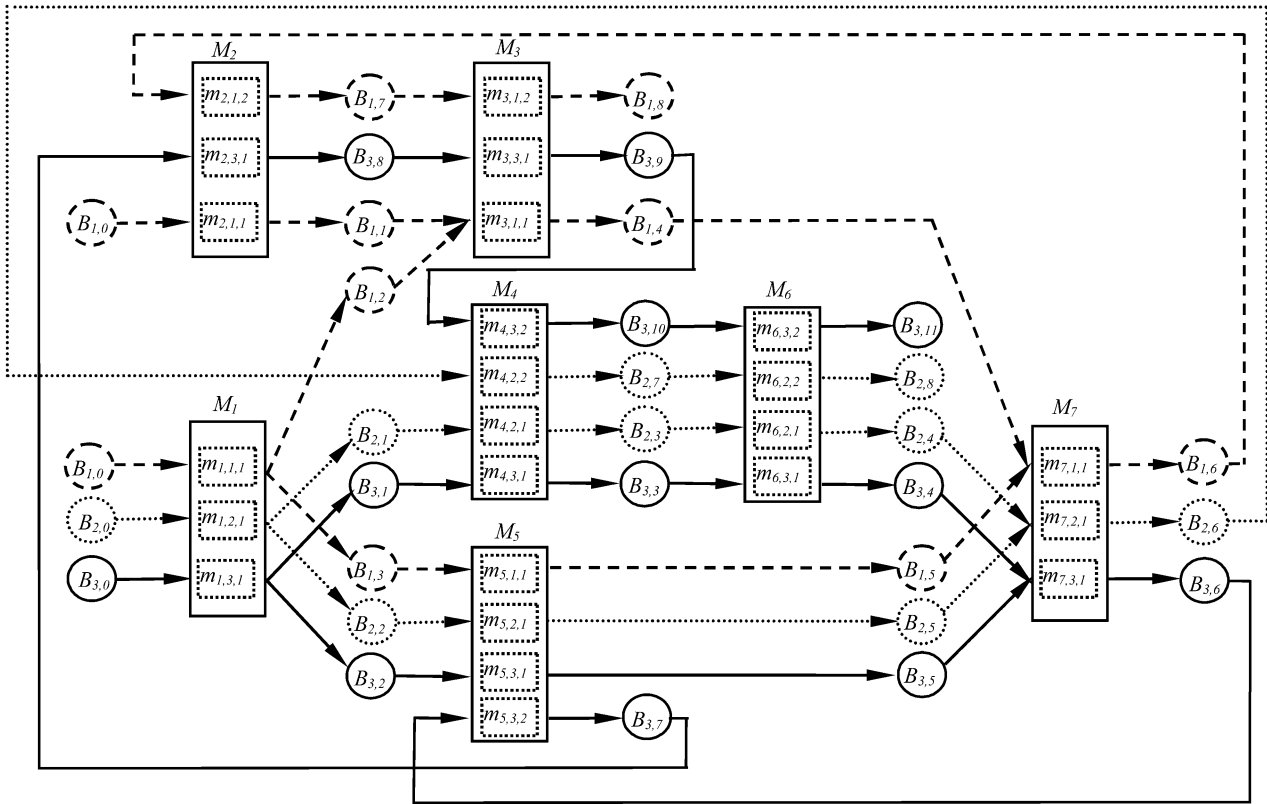 M2
M3
m2,1,2
B1,7
m3,1,2
B1,8
m2,3,1
B3,8
m3,3,1
B3,9
B1,0
m2,1,1
B1,1
m3,1,1
B1,4
B1,2
M4
M6
m4,3,2
B3,10
m6,3,2
B3,11
m4,2,2
B2,7
m6,2,2
B2,8
M1
B2,1
m4,2,1
B2,3
m6,2,1
B2,4
M7
B1,0
m1,1,1
B3,1
m4,3,1
B3,3
m6,3,1
B3,4
m7,1,1
B1,6
B2,0
m1,2,1
m7,2,1
B2,6
M5
B3,0
m1,3,1
B1,3
m5,1,1
B1,5
m7,3,1
B3,6
B2,2
m5,2,1
B2,5
B3,2
m5,3,1
B3,5
m5,3,2
B3,7